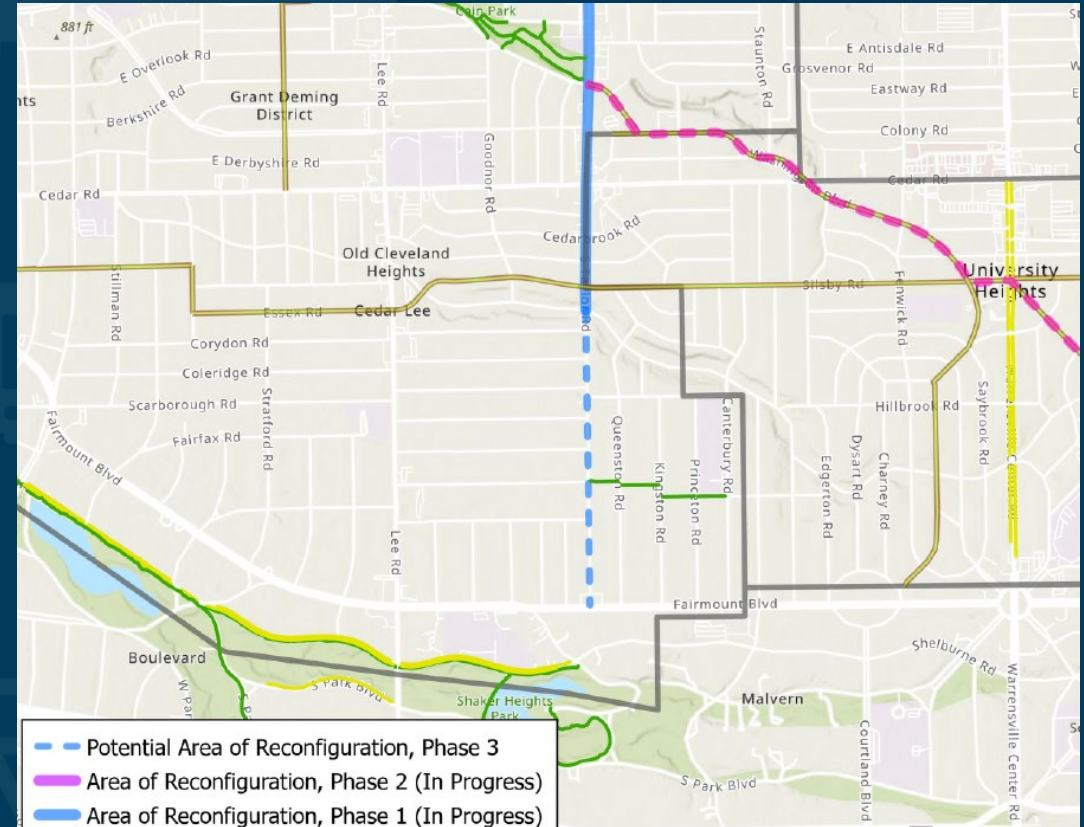 Cain Park
881 ft
E Overlook Rd
Berkshire Rd
Grant Deming
District
Lee Rd
Staunton Rd
E Antisdale Rd
Grosvenor Rd
Eastway Rd
Colony Rd
E Derbyshire Rd
Goodnor Rd
Cedar Rd
Cedar Rd
Cedarbrook Rd
Old Cleveland
Heights
University
Heights
Stillman Rd
Essex Rd
Cedar Lee
Silsby Rd
Fenwick Rd
Corydon Rd
Coleridge Rd
Scarborough Rd
Stratford Rd
Fairfax Rd
Fairmount Blvd
Hillbrook Rd
Saybrook Rd
Queenston Rd
Canterbury Rd
Kingston Rd
Princeton Rd
Edgerton Rd
Dysart Rd
Charney Rd
Lee Rd
Fairmount Blvd
Shelburne Rd
Boulevard
S Park Blvd
Shaker Heights
Park
Malvern
Warrensville Center Rd
Courtland Blvd
S Park Blvd
Potential Area of Reconfiguration, Phase 3
Area of Reconfiguration, Phase 2 (In Progress)
Area of Reconfiguration, Phase 1 (In Progress)